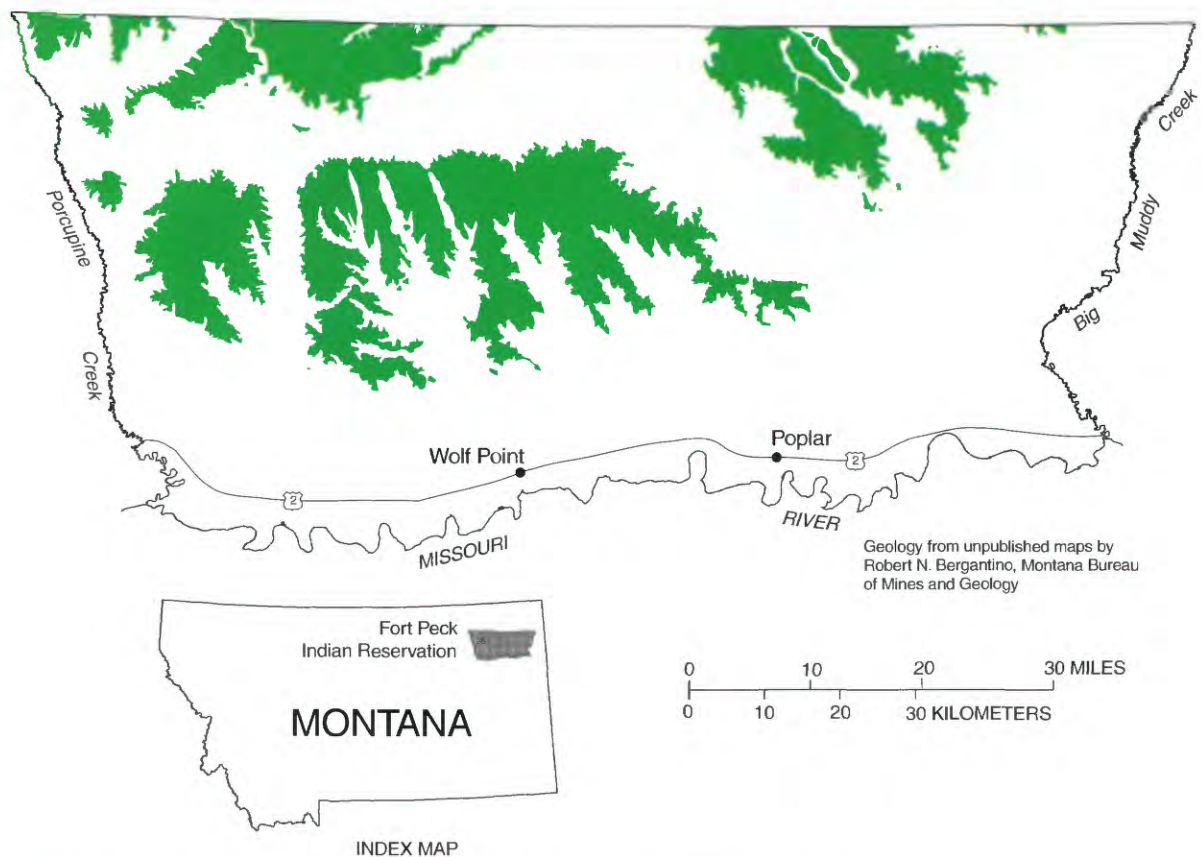 Porcupine
Creek
Creek
Muddy
Big
Wolf Point
Poplar
2
2
MISSOURI
RIVER
Geology from unpublished maps by
Robert N. Bergantino, Montana Bureau
of Mines and Geology
Fort Peck
Indian Reservation
MONTANA
INDEX MAP
0 10 20 30 MILES
0 10 20 30 KILOMETERS